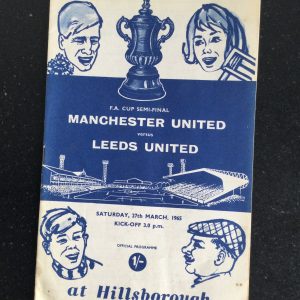 F.A. CUP SEMI-FINAL
MANCHESTER UNITED
versus
LEEDS UNITED
SATURDAY, 27th MARCH, 1965
KICK-OFF 3.0 p.m.
OFFICIAL PROGRAMME
1/-
at Hillsborough